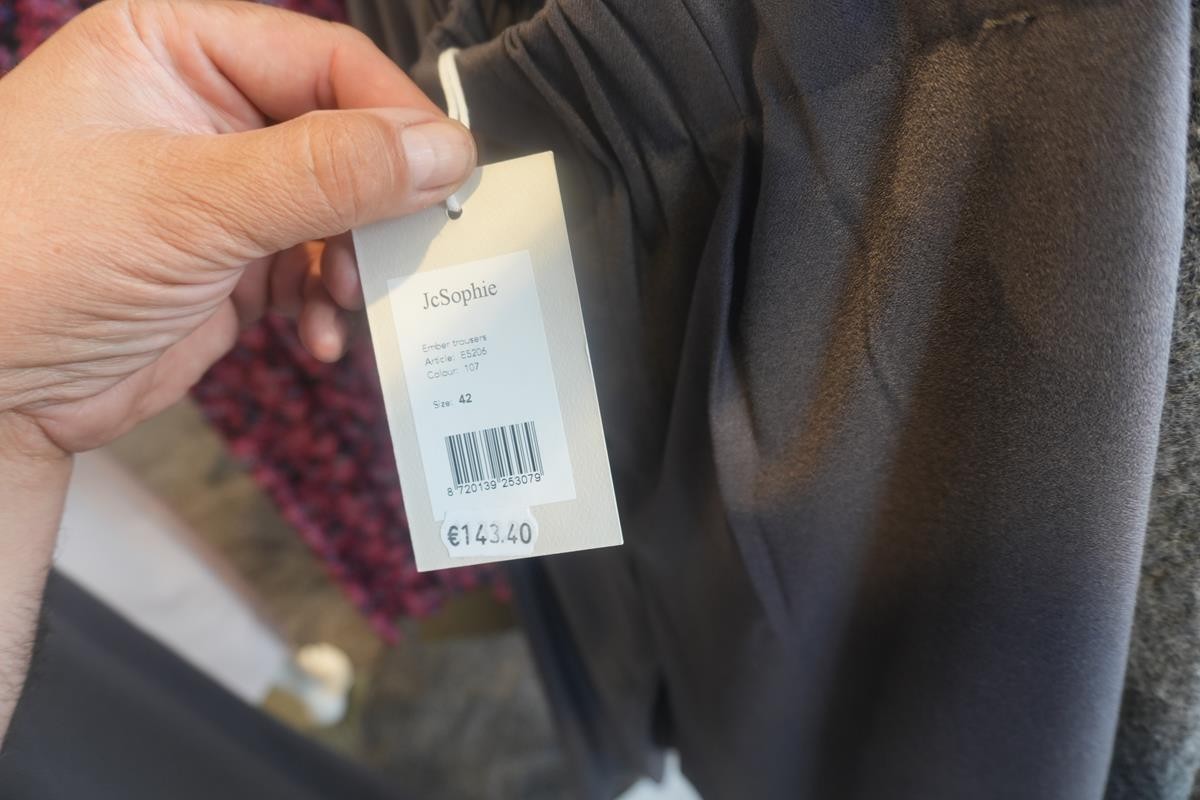 JcSophie
Ember trousers
Article: E5206
Colour: 107
Size: 42
8 720139 253079
€143.40